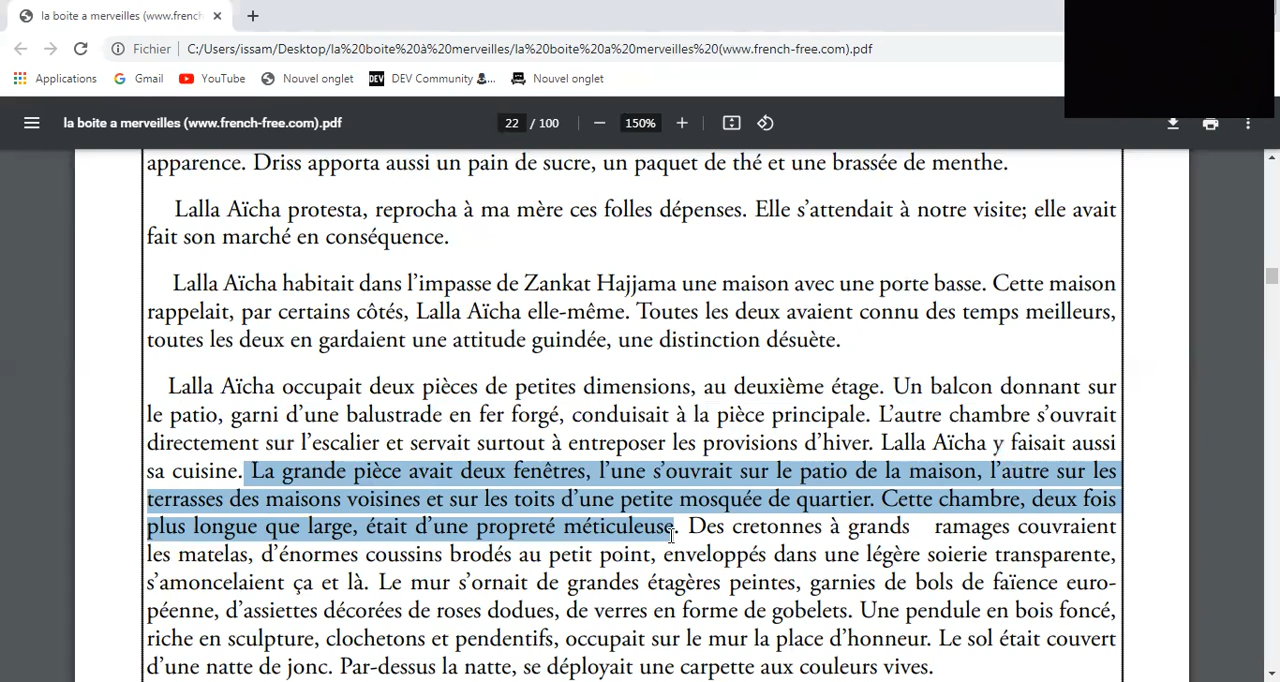 la boite a merveilles (www.french
Fichier C:/Users/issam/Desktop/la%20boite%20à%20merveilles/la%20boite%20a%20merveilles%20(www.french-free.com).pdf
Applications Gmail YouTube Nouvel onglet DEV DEV Community ... Nouvel onglet
la boite a merveilles (www.french-free.com).pdf 22 / 100 150%
apparence. Driss apporta aussi un pain de sucre, un paquet de thé et une brassée de menthe.
Lalla Aïcha protesta, reprocha à ma mère ces folles dépenses. Elle s’attendait à notre visite; elle avait
fait son marché en conséquence.
Lalla Aïcha habitait dans l’impasse de Zankat Hajjama une maison avec une porte basse. Cette maison
rappelait, par certains côtés, Lalla Aïcha elle-même. Toutes les deux avaient connu des temps meilleurs,
toutes les deux en gardaient une attitude guindée, une distinction désuète.
Lalla Aïcha occupait deux pièces de petites dimensions, au deuxième étage. Un balcon donnant sur
le patio, garni d’une balustrade en fer forgé, conduisait à la pièce principale. L’autre chambre s’ouvrait
directement sur l’escalier et servait surtout à entreposer les provisions d’hiver. Lalla Aïcha y faisait aussi
sa cuisine. La grande pièce avait deux fenêtres, l’une s’ouvrait sur le patio de la maison, l’autre sur les
terrasses des maisons voisines et sur les toits d’une petite mosquée de quartier. Cette chambre, deux fois
plus longue que large, était d’une propreté méticuleuse. Des cretonnes à grands ramages couvraient
les matelas, d’énormes coussins brodés au petit point, enveloppés dans une légère soierie transparente,
s’amoncelaient ça et là. Le mur s’ornait de grandes étagères peintes, garnies de bols de faïence euro-
péenne, d’assiettes décorées de roses dodues, de verres en forme de gobelets. Une pendule en bois foncé,
riche en sculpture, clochetons et pendentifs, occupait sur le mur la place d’honneur. Le sol était couvert
d’une natte de jonc. Par-dessus la natte, se déployait une carpette aux couleurs vives.